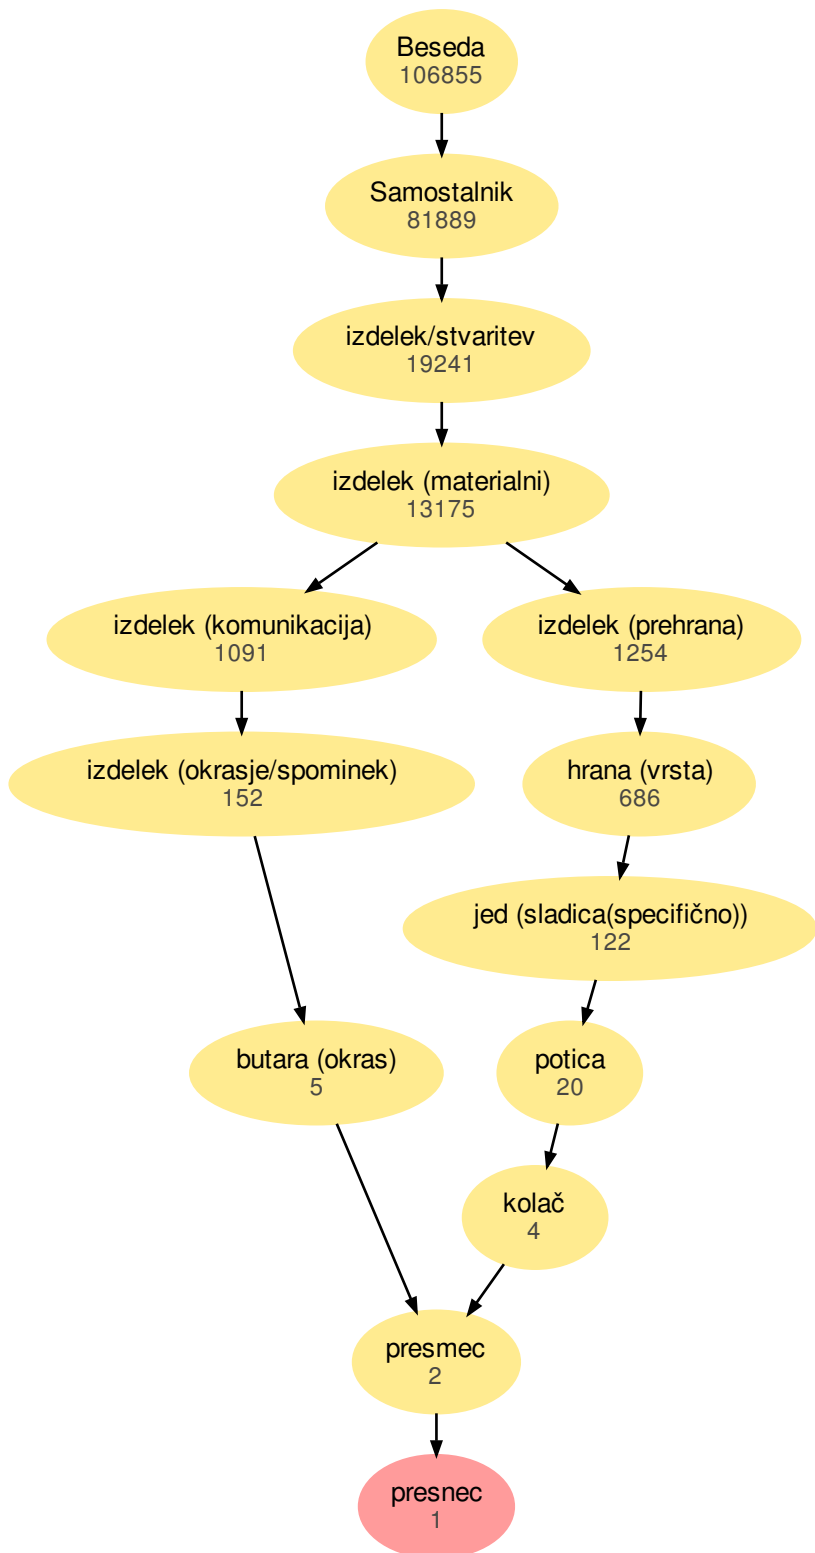 Beseda
106855
Samostalnik
81889
izdelek/stvaritev
19241
izdelek (materialni)
13175
izdelek (komunikacija)
1091
izdelek (prehrana)
1254
izdelek (okrasje/spominek)
152
hrana (vrsta)
686
jed (sladica(specifično))
122
butara (okras)
5
potica
20
kolač
4
presmec
2
presnec
1